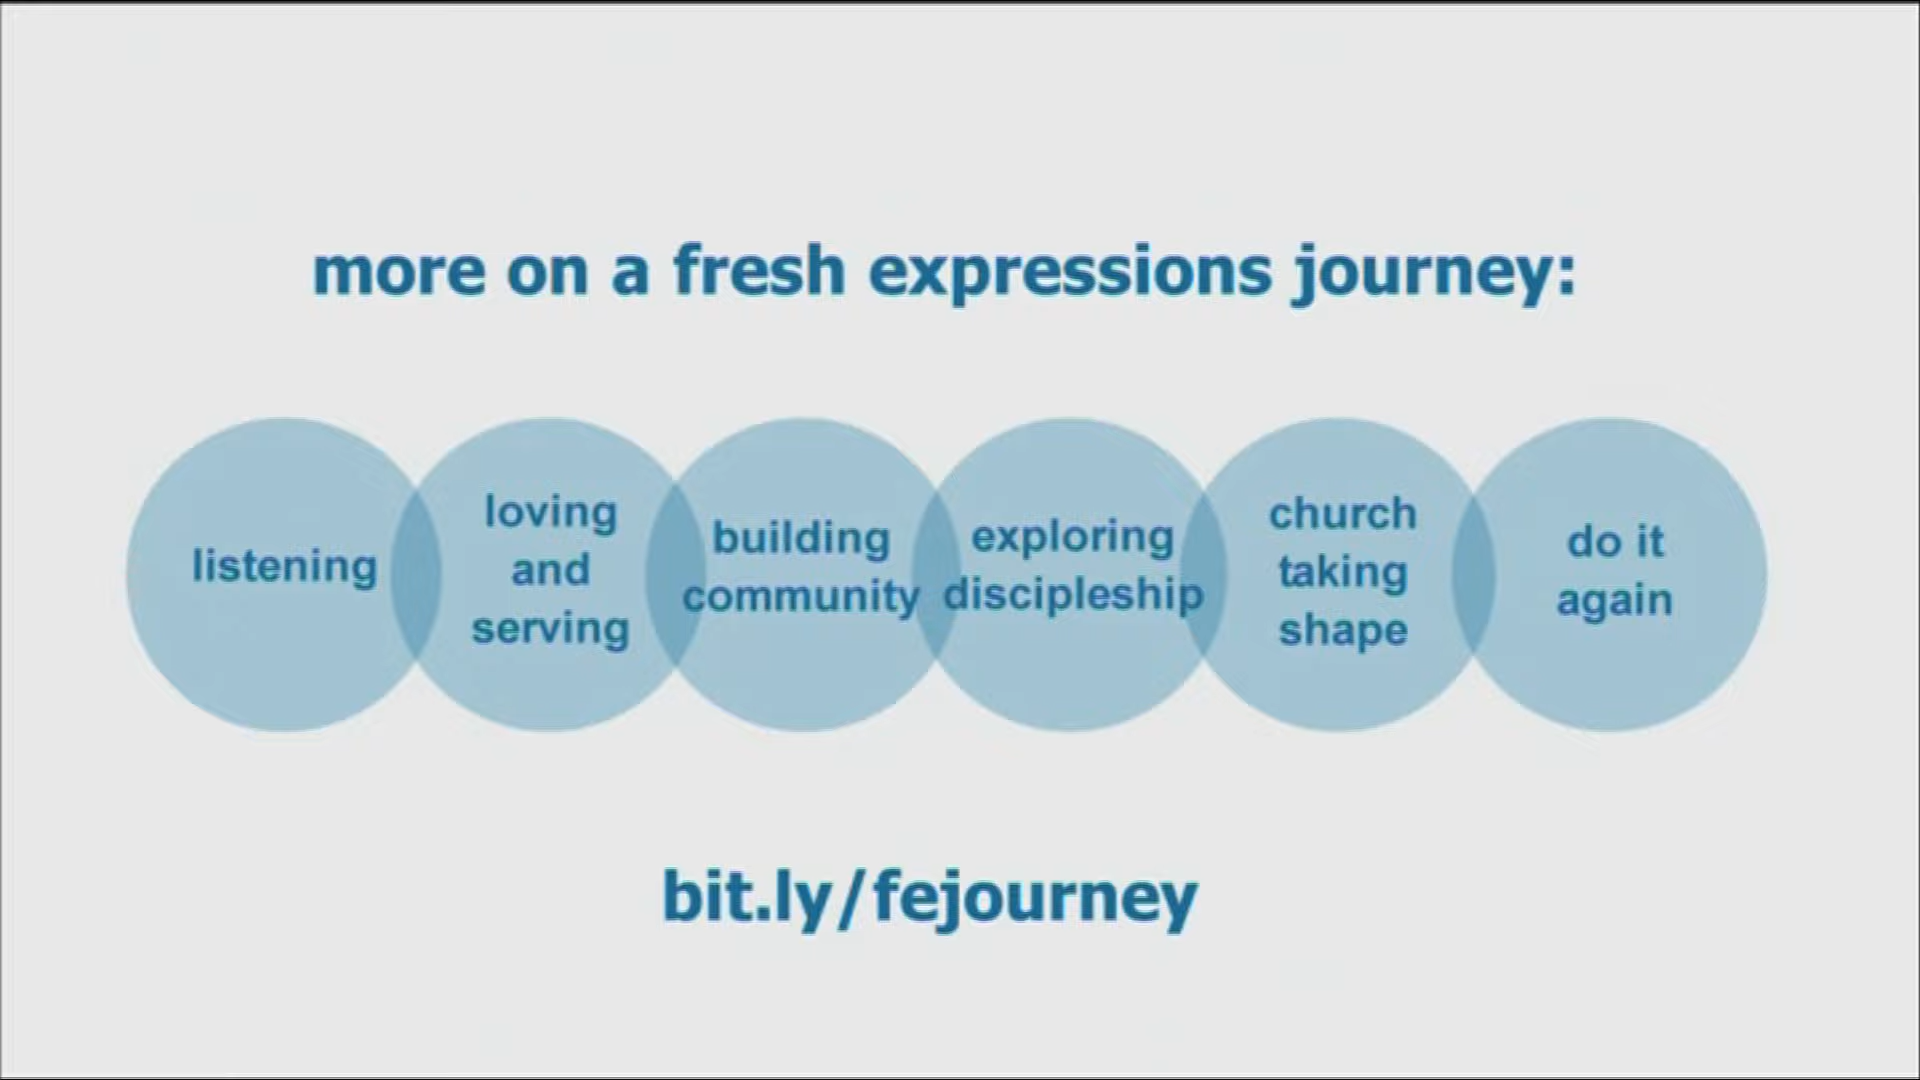 more on a fresh expressions journey:
listening
loving
and
serving
building
community
exploring
discipleship
church
taking
shape
do it
again
bit.ly/fejourney